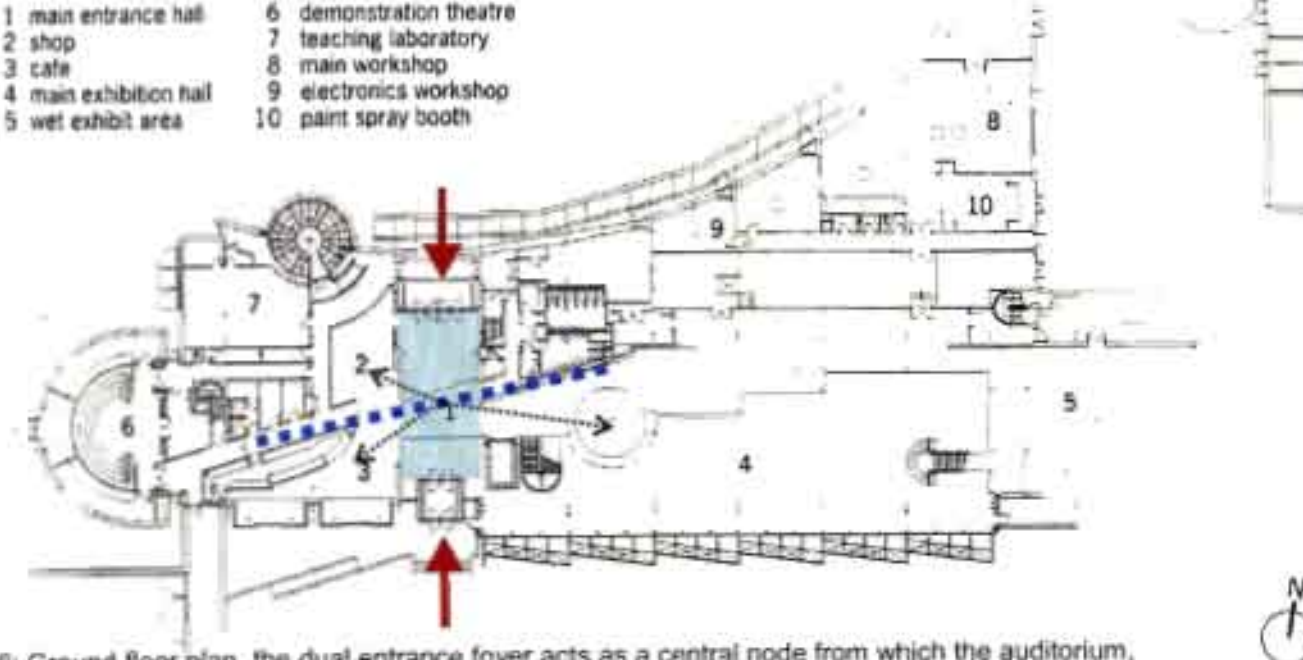 1 main entrance hall
2 shop
3 cafe
4 main exhibition hall
5 wet exhibit area
6 demonstration theatre
7 teaching laboratory
8 main workshop
9 electronics workshop
10 paint spray booth
8
10
9
7
2
1
6
5
3
4
N
Ground floor plan, the dual entrance foyer acts as a central node from which the auditorium,